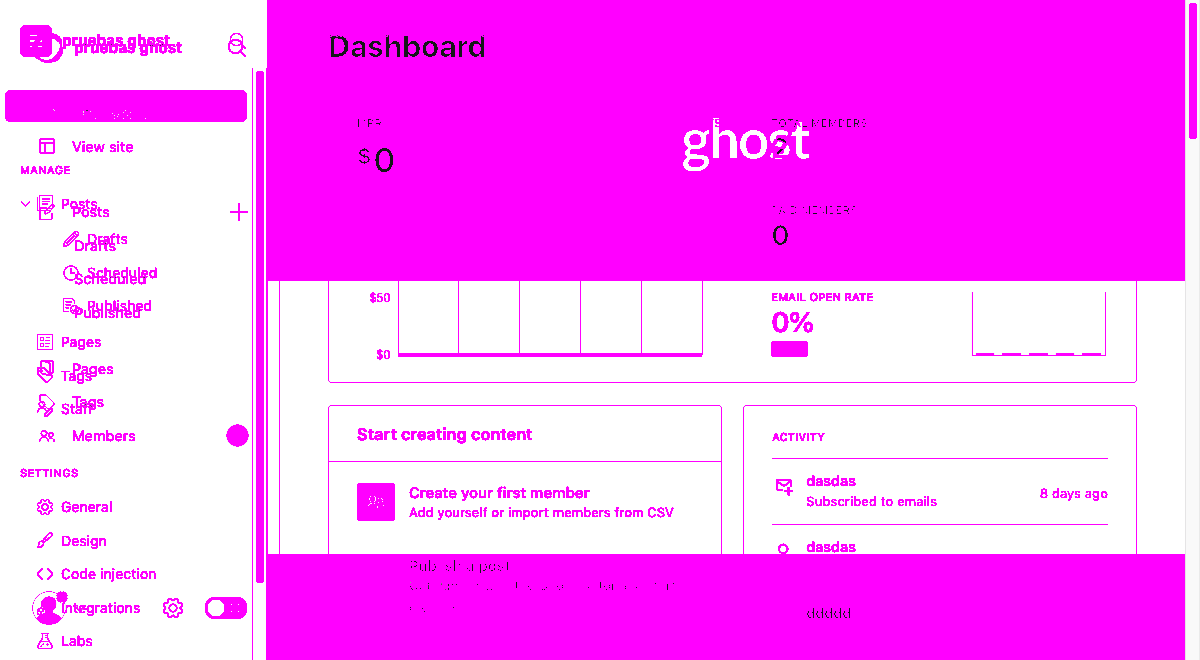 pruebas ghost
pruebas ghost
Dashboard
View site
MANAGE
Posts
Posts
Drafts
Drafts
Scheduled
Scheduled
Published
Published
Pages
Pages
Tags
Tags
Staff
Members
SETTINGS
General
Design
Code injection
Integrations
Labs
MRR
$0
ghost
TOTAL MEMBERS
2
PAID MEMBERS
0
$50
$0
EMAIL OPEN RATE
0%
Start creating content
Create your first member
Add yourself or import members from CSV
Publish a post
ACTIVITY
dasdas
Subscribed to emails
8 days ago
dasdas
ddddd